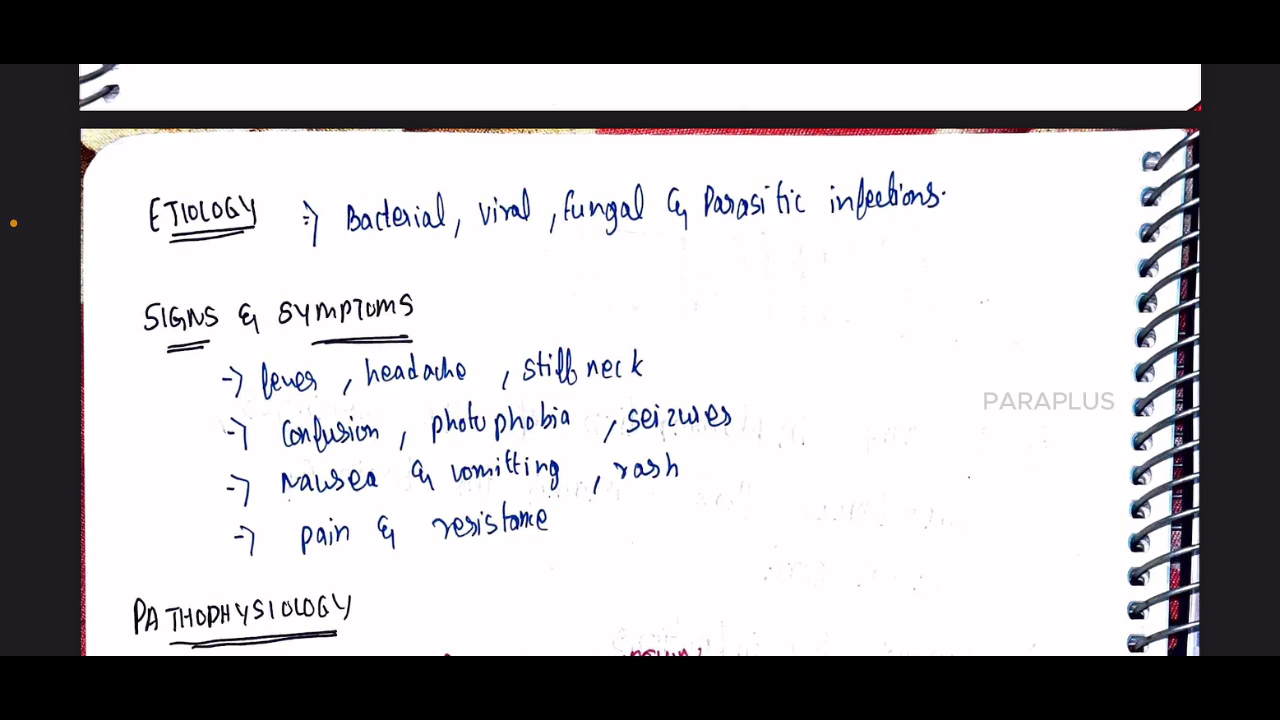 ETIOLOGY => Bacterial, viral, fungal & Parasitic infections.
SIGNS & SYMPTOMS
-> fever, headache, stiff neck
-> Confusion, photophobia, seizures
PARAPLUS
-> Nausea & vomitting, rash
-> pain & resistance
PATHOPHYSIOLOGY